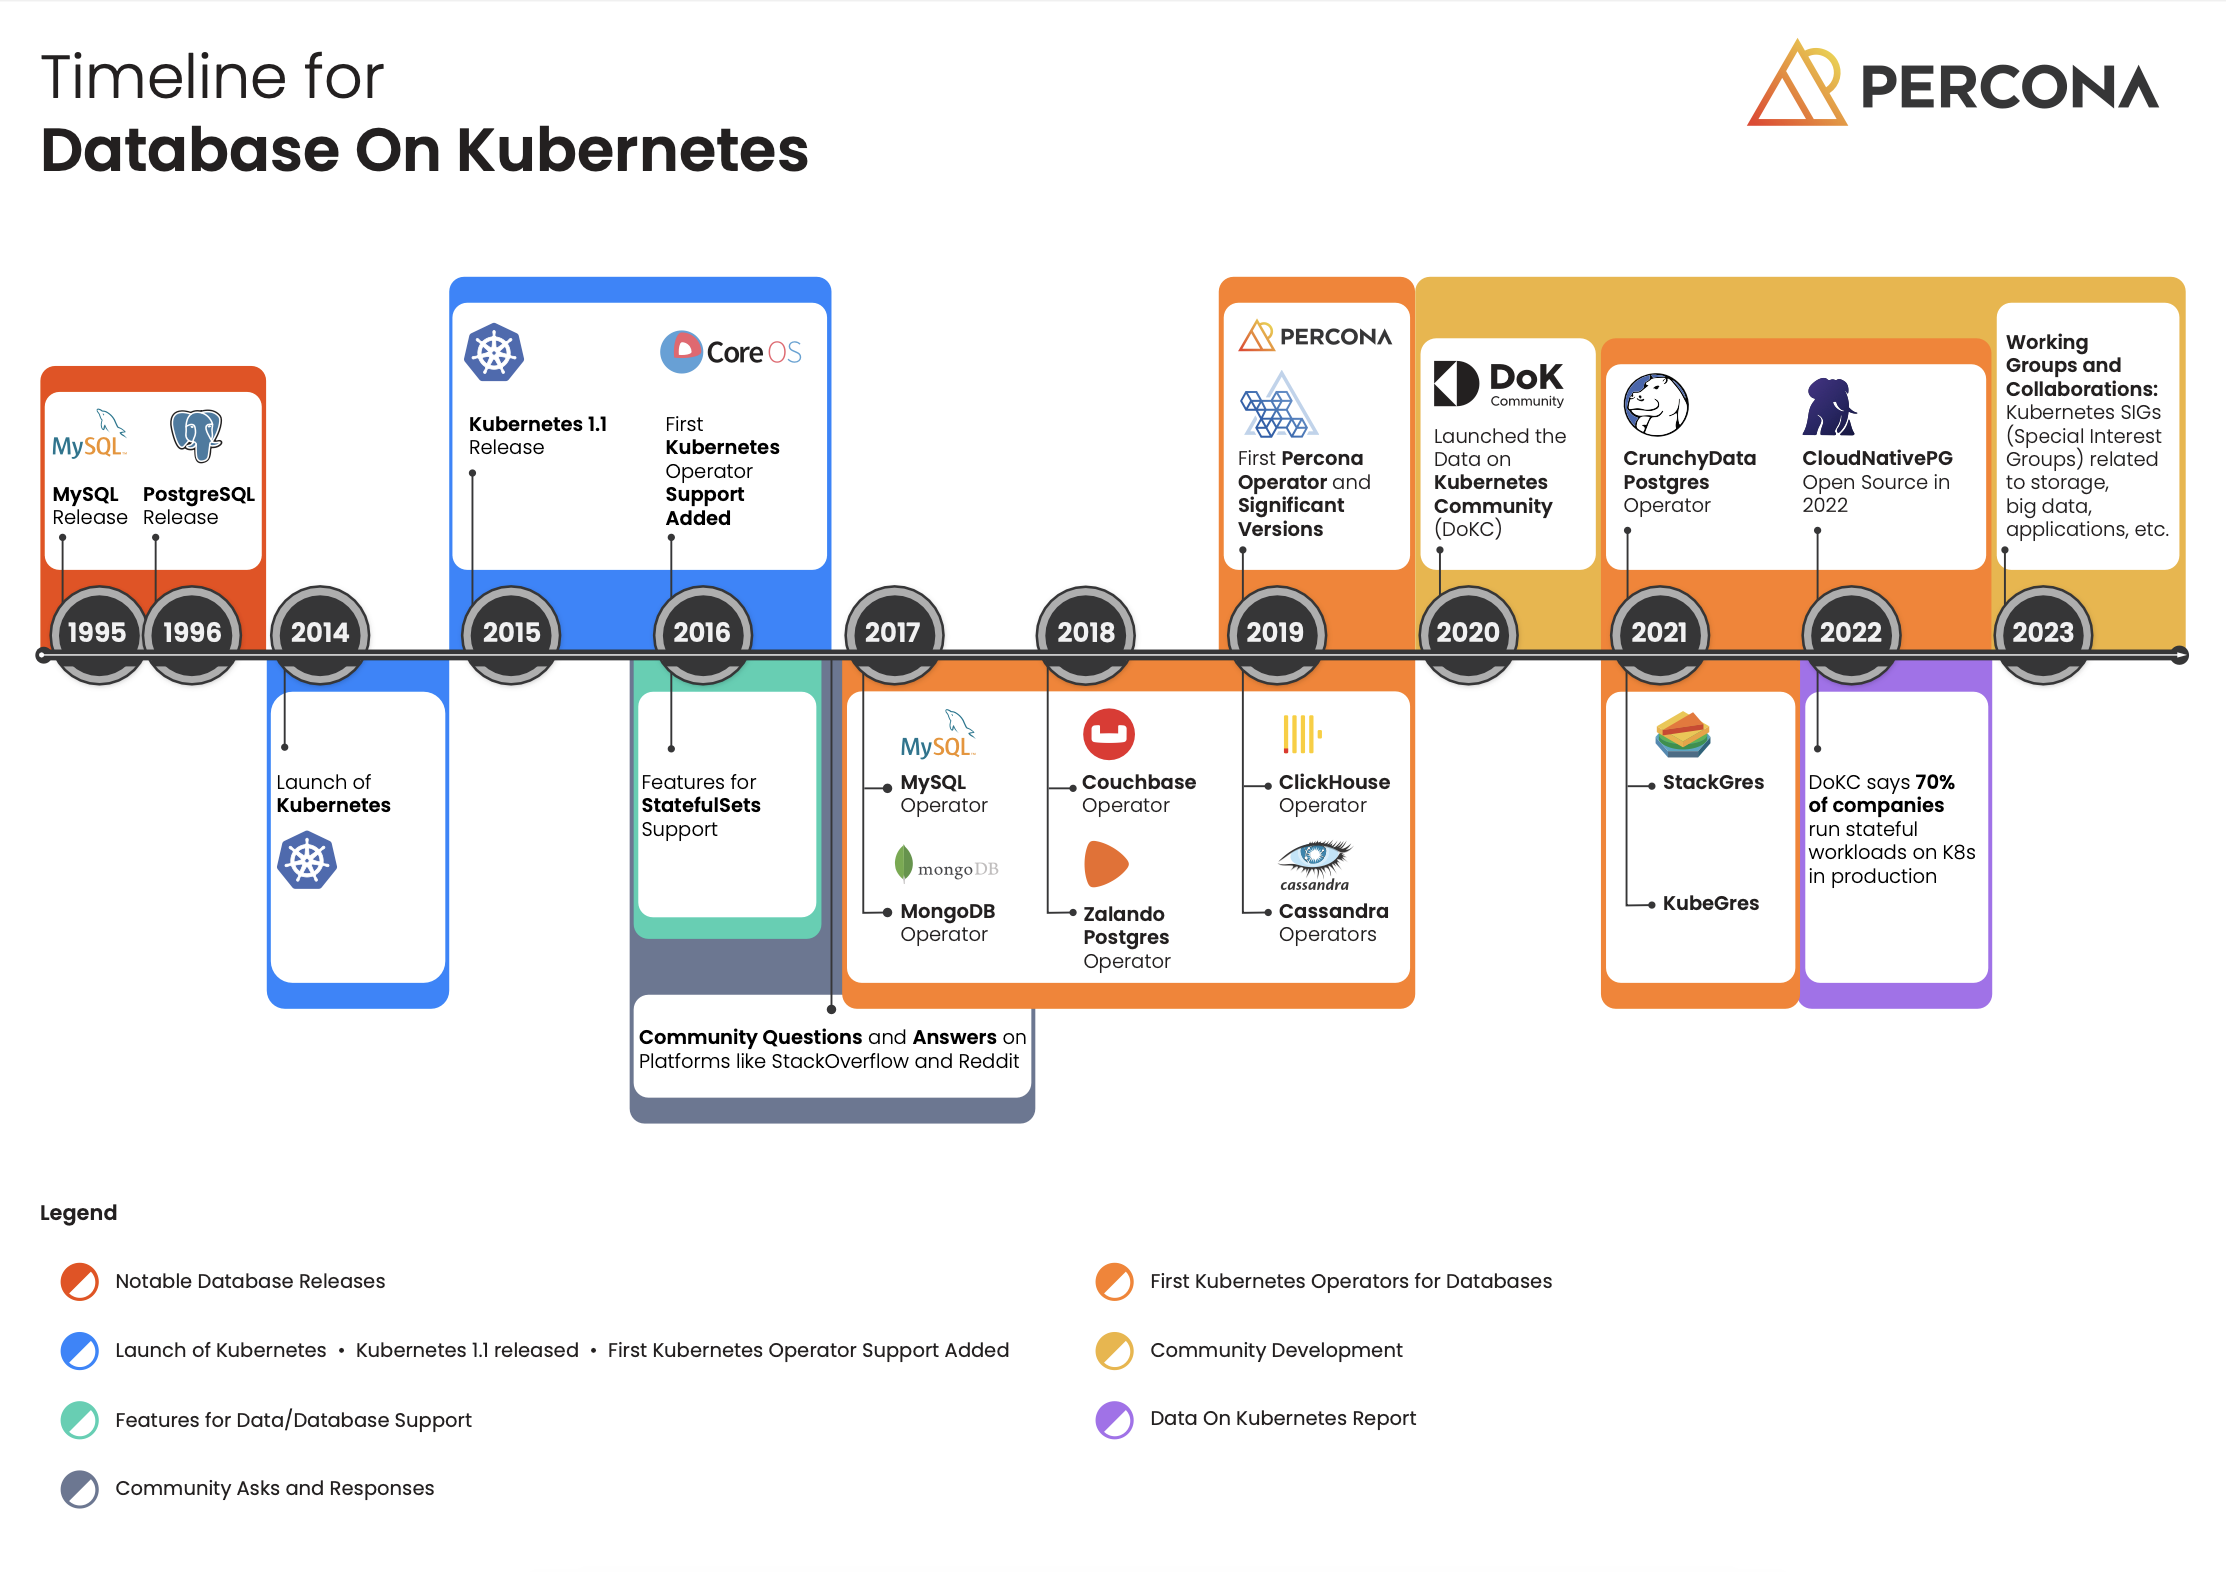 Timeline for
Database On Kubernetes
PERCONA
MySQL
MySQL
Release
PostgreSQL
Release
Kubernetes 1.1
Release
CoreOS
First
Kubernetes
Operator
Support
Added
PERCONA
First Percona
Operator and
Significant
Versions
DoK
Community
Launched the
Data on
Kubernetes
Community
(DoKC)
CrunchyData
Postgres
Operator
CloudNativePG
Open Source in
2022
Working
Groups and
Collaborations:
Kubernetes SIGs
(Special Interest
Groups) related
to storage,
big data,
applications, etc.
1995
1996
2014
2015
2016
2017
2018
2019
2020
2021
2022
2023
Launch of
Kubernetes
Features for
StatefulSets
Support
Community Questions and Answers on
Platforms like StackOverflow and Reddit
MySQL
MySQL
Operator
mongoDB
MongoDB
Operator
Couchbase
Operator
Zalando
Postgres
Operator
ClickHouse
Operator
cassandra
Cassandra
Operators
StackGres
KubeGres
DoKC says 70%
of companies
run stateful
workloads on K8s
in production
Legend
Notable Database Releases
Launch of Kubernetes • Kubernetes 1.1 released • First Kubernetes Operator Support Added
Features for Data/Database Support
Community Asks and Responses
First Kubernetes Operators for Databases
Community Development
Data On Kubernetes Report